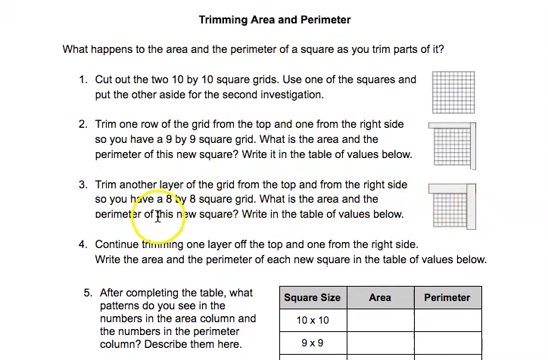 Trimming Area and Perimeter
What happens to the area and the perimeter of a square as you trim parts of it?
1. Cut out the two 10 by 10 square grids. Use one of the squares and
put the other aside for the second investigation.
2. Trim one row of the grid from the top and one from the right side
so you have a 9 by 9 square grid. What is the area and the
perimeter of this new square? Write it in the table of values below.
3. Trim another layer of the grid from the top and from the right side
so you have a 8 by 8 square grid. What is the area and the
perimeter of this new square? Write in the table of values below.
4. Continue trimming one layer off the top and one from the right side.
Write the area and the perimeter of each new square in the table of values below.
5. After completing the table, what
patterns do you see in the
numbers in the area column and
the numbers in the perimeter
column? Describe them here.
Square Size Area Perimeter
10 x 10
9 x 9